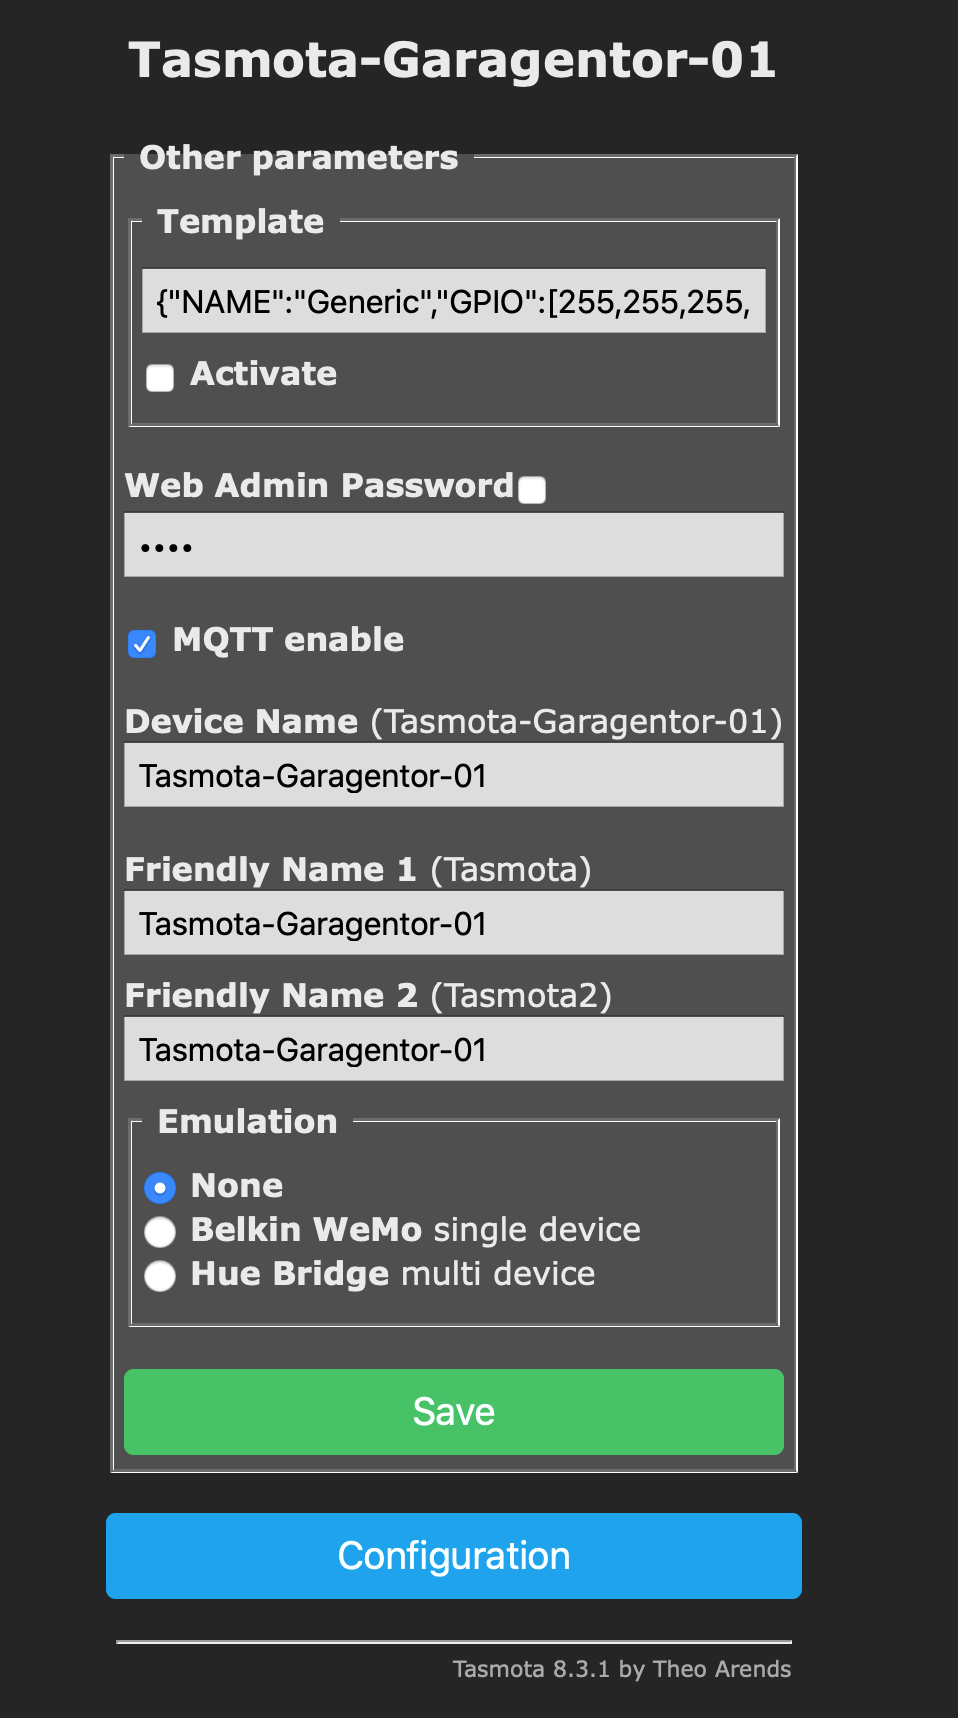 Tasmota-Garagentor-01
Other parameters
Template
{"NAME":"Generic","GPIO":[255,255,255,
Activate
Web Admin Password
••••
MQTT enable
Device Name (Tasmota-Garagentor-01)
Tasmota-Garagentor-01
Friendly Name 1 (Tasmota)
Tasmota-Garagentor-01
Friendly Name 2 (Tasmota2)
Tasmota-Garagentor-01
Emulation
None
Belkin WeMo single device
Hue Bridge multi device
Save
Configuration
Tasmota 8.3.1 by Theo Arends